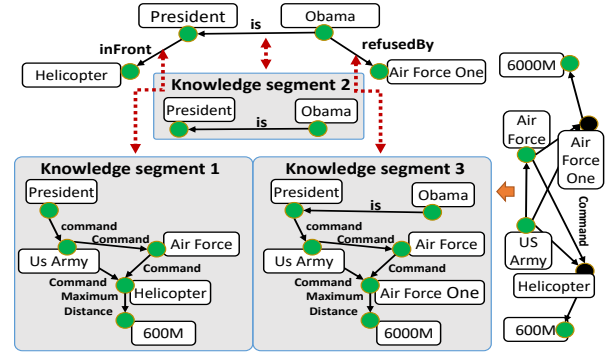 President
is
Obama
inFront
refusedBy
Helicopter
Air Force One
Knowledge segment 2
President
Obama
is
Knowledge segment 1
President
command
Command
Us Army
Air Force
Command
Command
Maximum
Distance
Helicopter
600M
Knowledge segment 3
President
is
Obama
command
Command
Us Army
Air Force
Command
Command
Maximum
Distance
Air Force One
6000M
6000M
Air
Force
Air
Force
One
Command
US
Army
Helicopter
600M